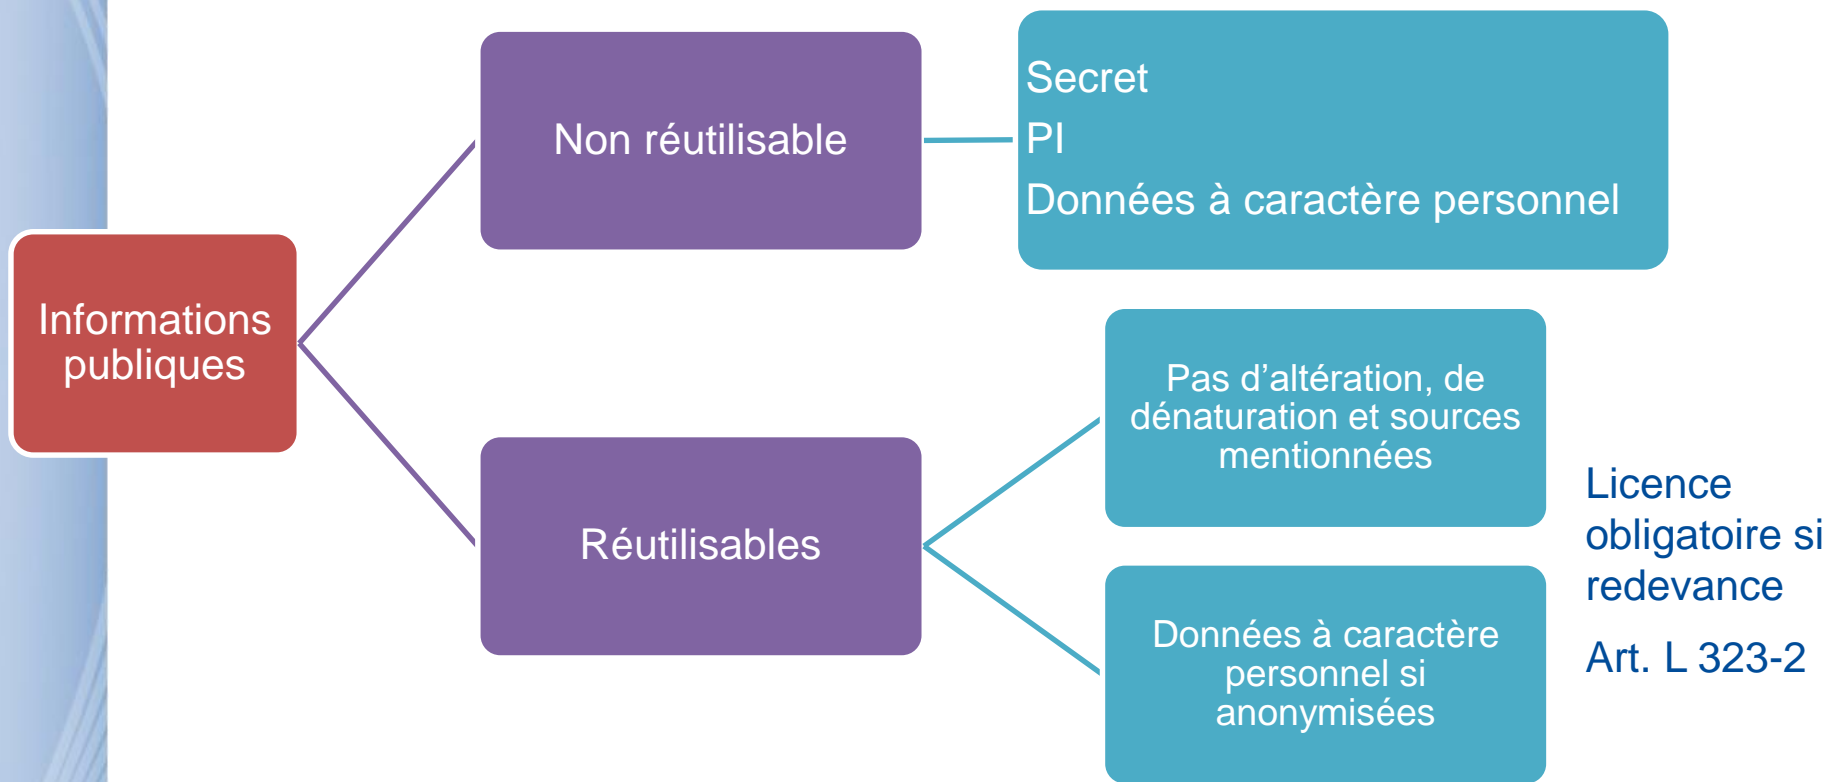 Informations
publiques
Non réutilisable
Secret
PI
Données à caractère personnel
Réutilisables
Pas d’altération, de
dénaturation et sources
mentionnées
Données à caractère
personnel si
anonymisées
Licence
obligatoire si
redevance
Art. L 323-2